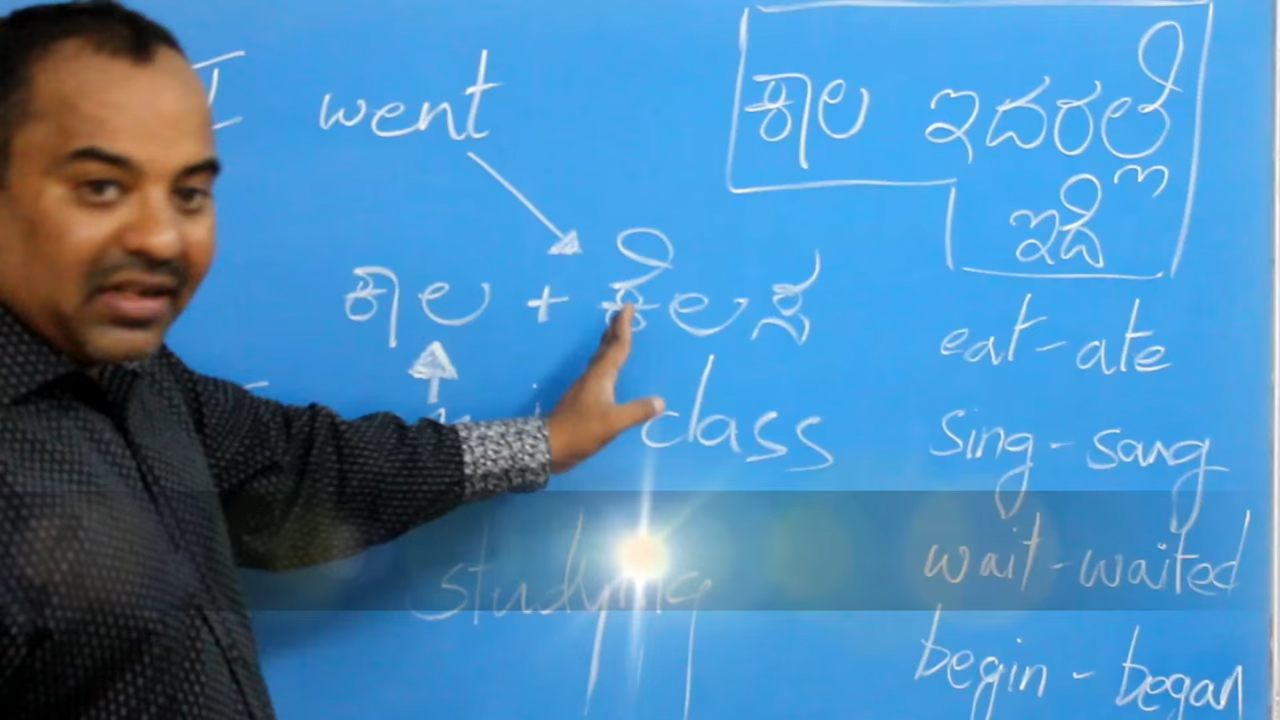 I went
ಕಾಲ ಇದರಲ್ಲಿ
ಇದೆ
ಕಾಲ + ಕೆಲಸ
class
studying
eat - ate
Sing - sang
wait - waited
begin - began